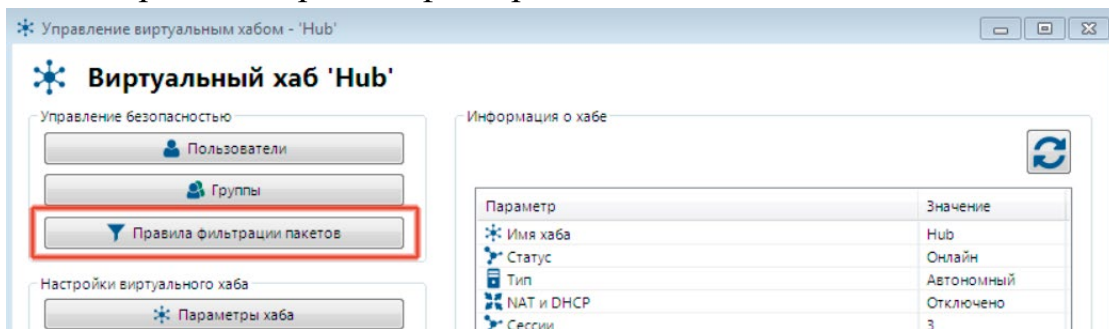 Управление виртуальным хабом - 'Hub'
Виртуальный хаб 'Hub'
Управление безопасностью
Пользователи
Группы
Правила фильтрации пакетов
Настройки виртуального хаба
Параметры хаба
Информация о хабе
Параметр Значение
Имя хаба Hub
Статус Онлайн
Тип Автономный
NAT и DHCP Отключено
Сессии 3